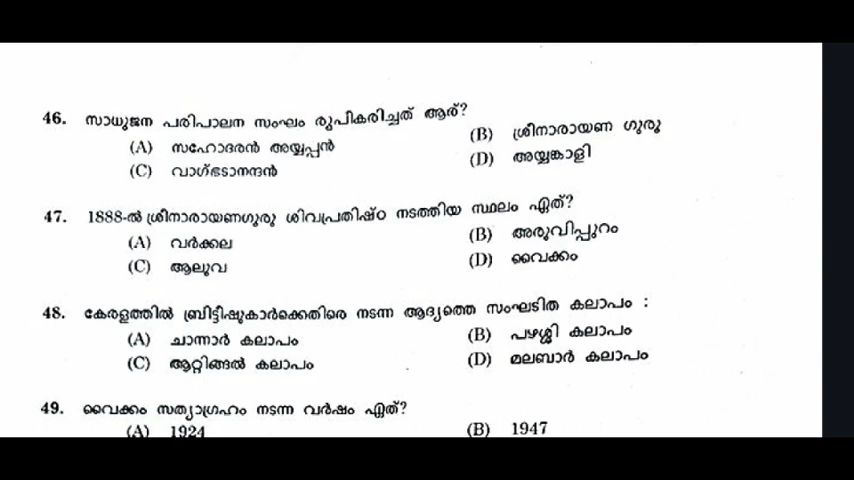 46. സാധുജന പരിപാലന സംഘം രൂപീകരിച്ചത് ആര്?
(A) സഹോദരൻ അയ്യപ്പൻ (B) ശ്രീനാരായണ ഗുരു
(C) വാഗ്ഭടാനന്ദൻ (D) അയ്യങ്കാളി
47. 1888-ൽ ശ്രീനാരായണഗുരു ശിവപ്രതിഷ്ഠ നടത്തിയ സ്ഥലം ഏത്?
(A) വർക്കല (B) അരുവിപ്പുറം
(C) ആലുവ (D) വൈക്കം
48. കേരളത്തിൽ ബ്രിട്ടീഷുകാർക്കെതിരെ നടന്ന ആദ്യത്തെ സംഘടിത കലാപം :
(A) ചാന്നാർ കലാപം (B) പഴശ്ശി കലാപം
(C) ആറ്റിങ്ങൽ കലാപം (D) മലബാർ കലാപം
49. വൈക്കം സത്യാഗ്രഹം നടന്ന വർഷം ഏത്?
(A) 1924 (B) 1947